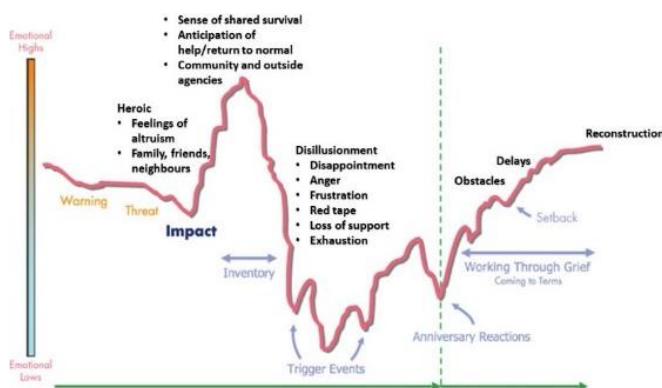 Emotional
Highs
• Sense of shared survival
• Anticipation of
help/return to normal
• Community and outside
agencies
Heroic
• Feelings of
altruism
• Family, friends,
neighbours
Warning
Threat
Impact
Inventory
Disillusionment
• Disappointment
• Anger
• Frustration
• Red tape
• Loss of support
• Exhaustion
Trigger Events
Reconstruction
Delays
Obstacles
Setback
Working Through Grief
Coming to Terms
Anniversary Reactions
Emotional
Lows